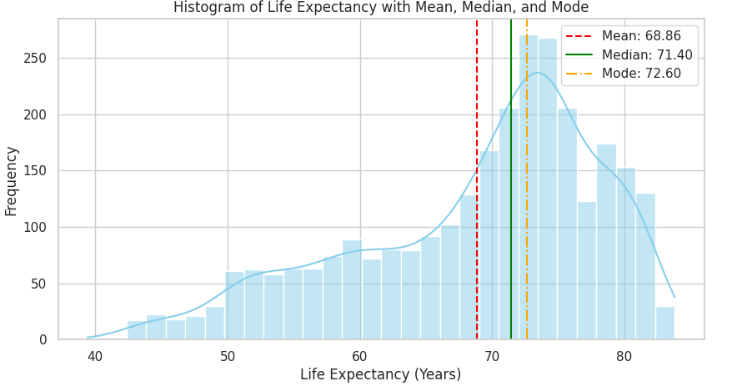 Histogram of Life Expectancy with Mean, Median, and Mode
Mean: 68.86
Median: 71.40
Mode: 72.60
Frequency
250
200
150
100
50
0
40 50 60 70 80
Life Expectancy (Years)